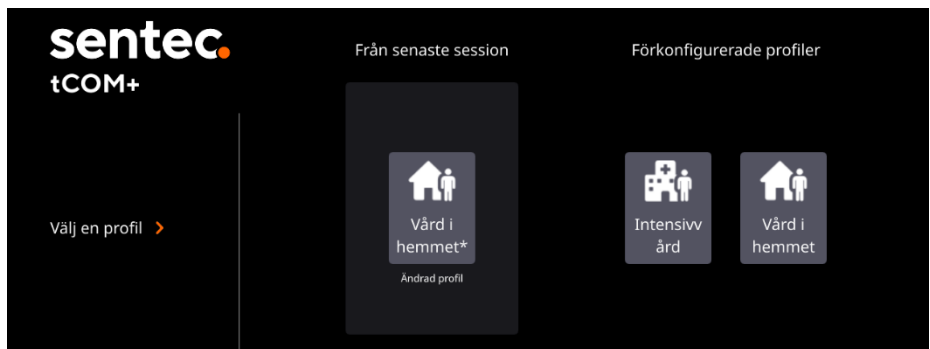 sentec.
tCOM+
Från senaste session
Förkonfigurerade profiler
Välj en profil >
Vård i
hemmet*
Ändrad profil
Intensivv
ård
Vård i
hemmet